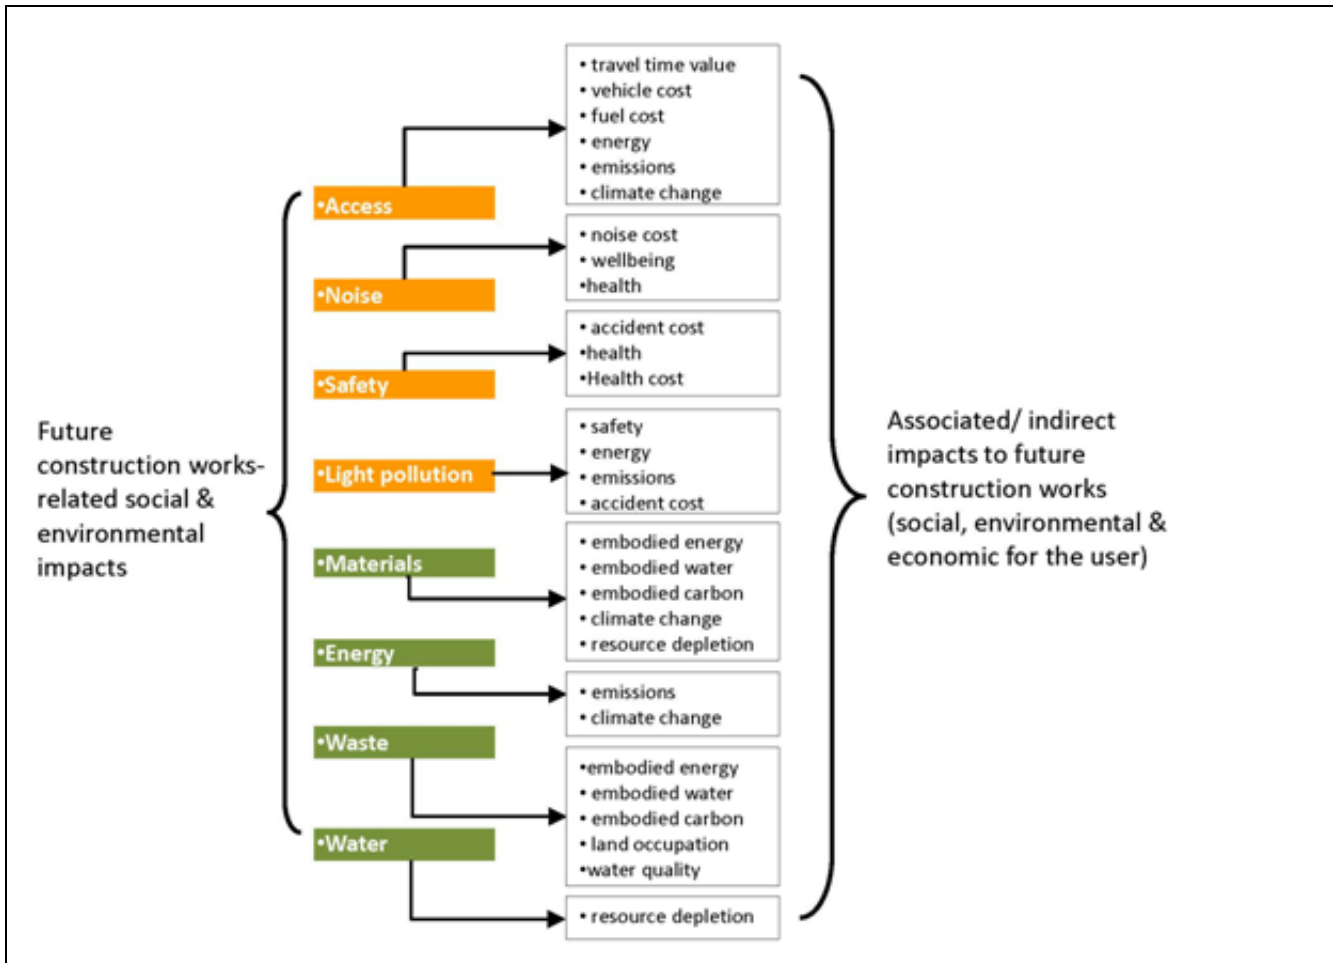 Future
construction works-
related social &
environmental
impacts
•Access
•Noise
•Safety
•Light pollution
•Materials
•Energy
•Waste
•Water
• travel time value
• vehicle cost
• fuel cost
• energy
• emissions
• climate change
• noise cost
• wellbeing
•health
• accident cost
•health
•Health cost
• safety
• energy
• emissions
• accident cost
• embodied energy
• embodied water
• embodied carbon
• climate change
• resource depletion
• emissions
• climate change
•embodied energy
• embodied water
• embodied carbon
• land occupation
•water quality
• resource depletion
Associated/ indirect
impacts to future
construction works
(social, environmental &
economic for the user)